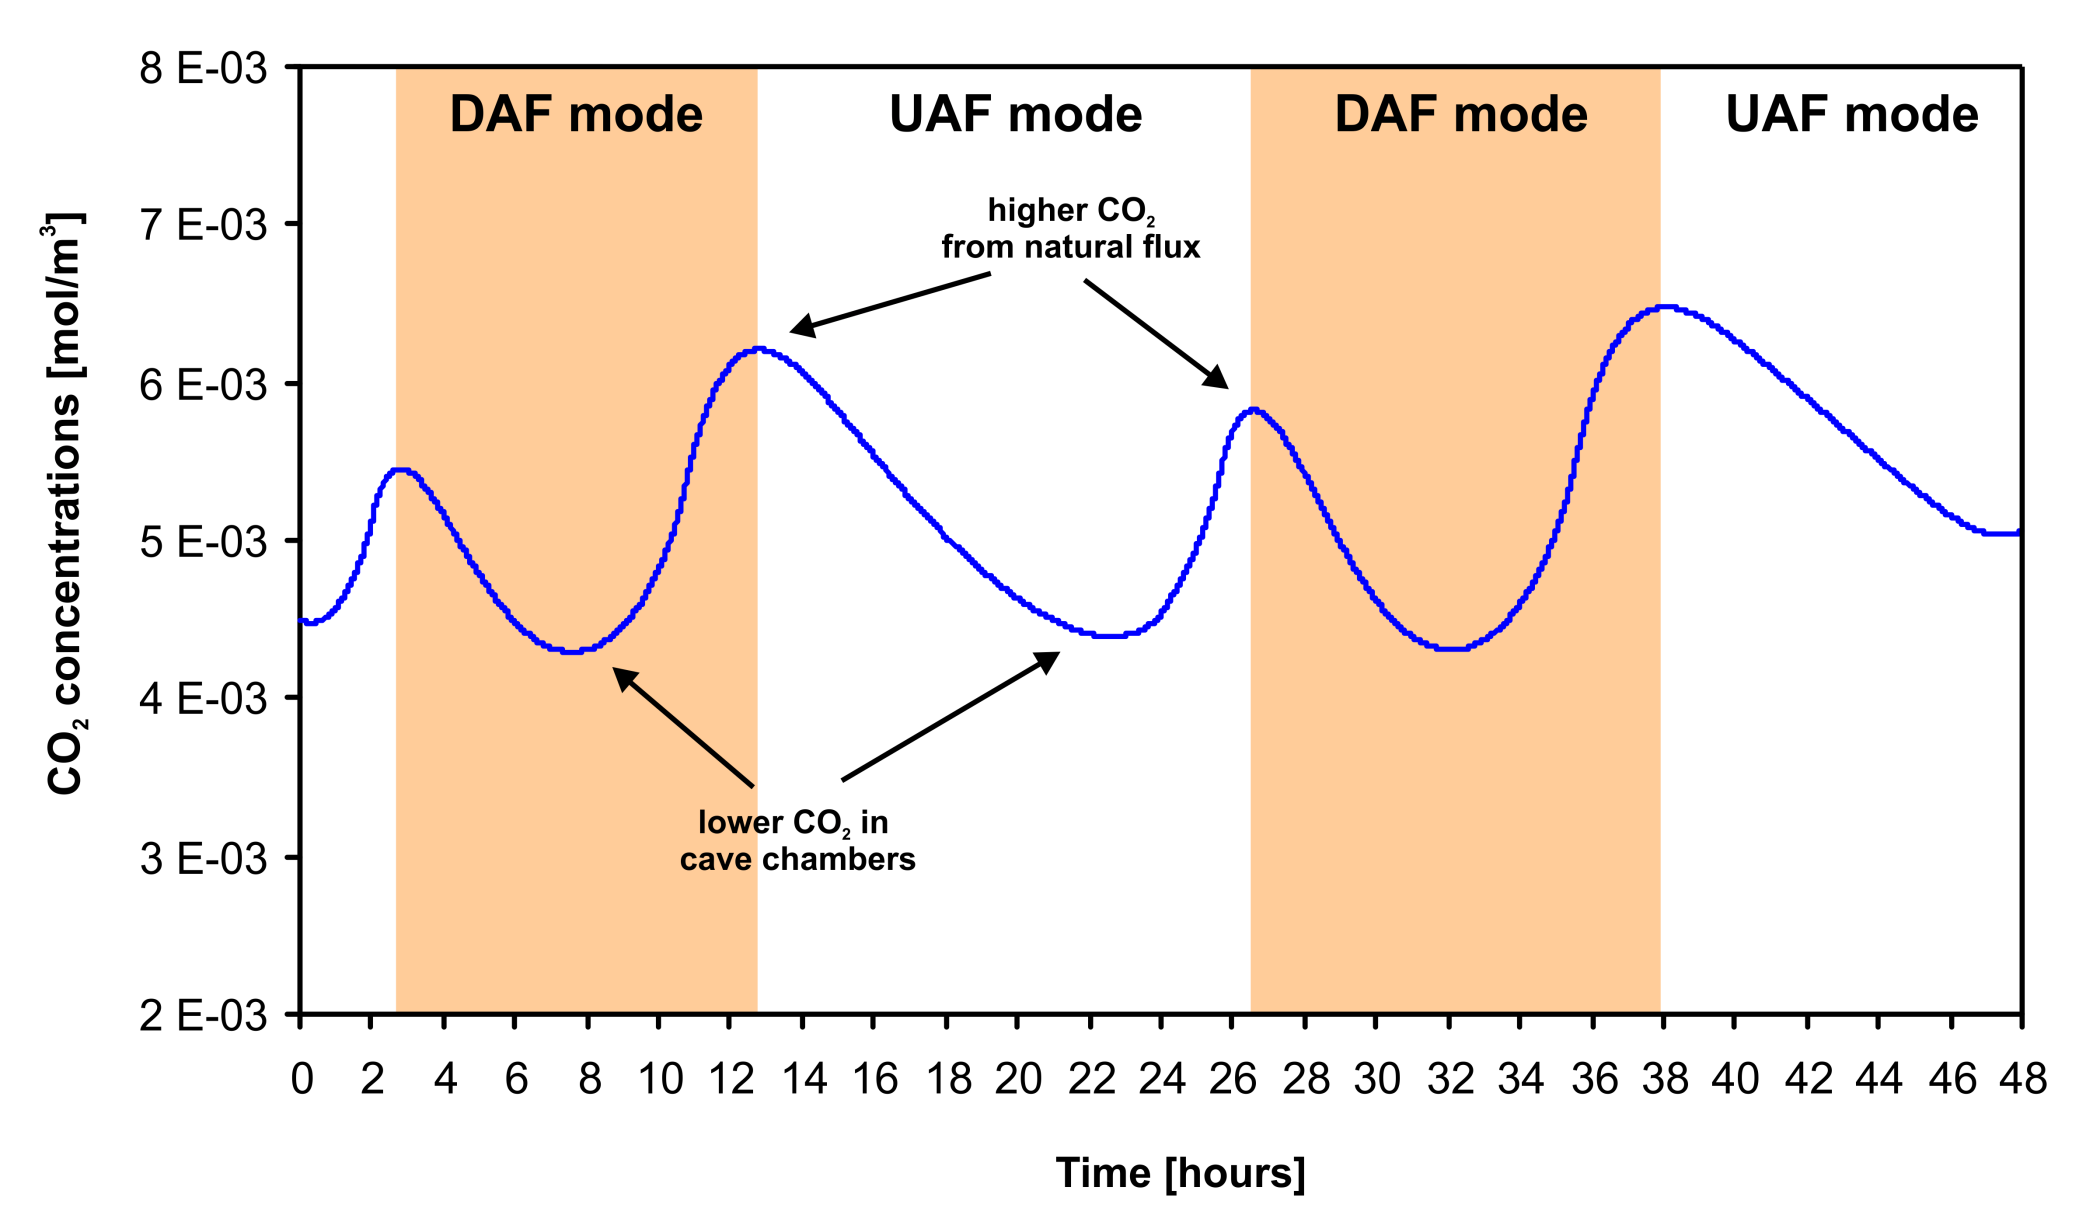 CO₂ concentrations [mol/m³]
8 E-03
7 E-03
6 E-03
5 E-03
4 E-03
3 E-03
2 E-03
DAF mode
UAF mode
DAF mode
UAF mode
higher CO₂
from natural flux
lower CO₂ in
cave chambers
0 2 4 6 8 10 12 14 16 18 20 22 24 26 28 30 32 34 36 38 40 42 44 46 48
Time [hours]